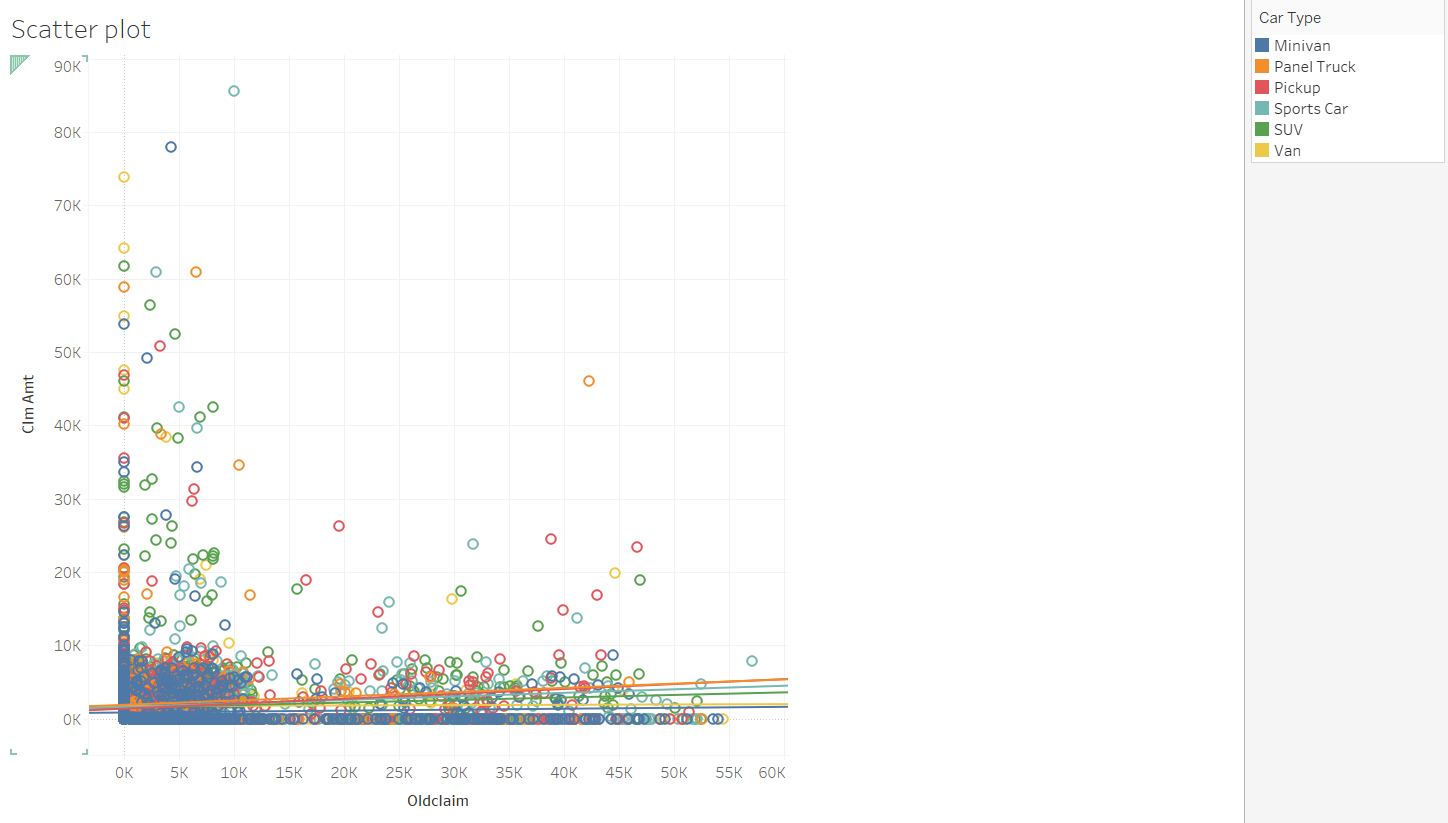 Scatter plot
Car Type
Minivan
Panel Truck
Pickup
Sports Car
SUV
Van
90K
80K
70K
60K
50K
40K
30K
20K
10K
0K
Clm Amt
0K 5K 10K 15K 20K 25K 30K 35K 40K 45K 50K 55K 60K
Oldclaim